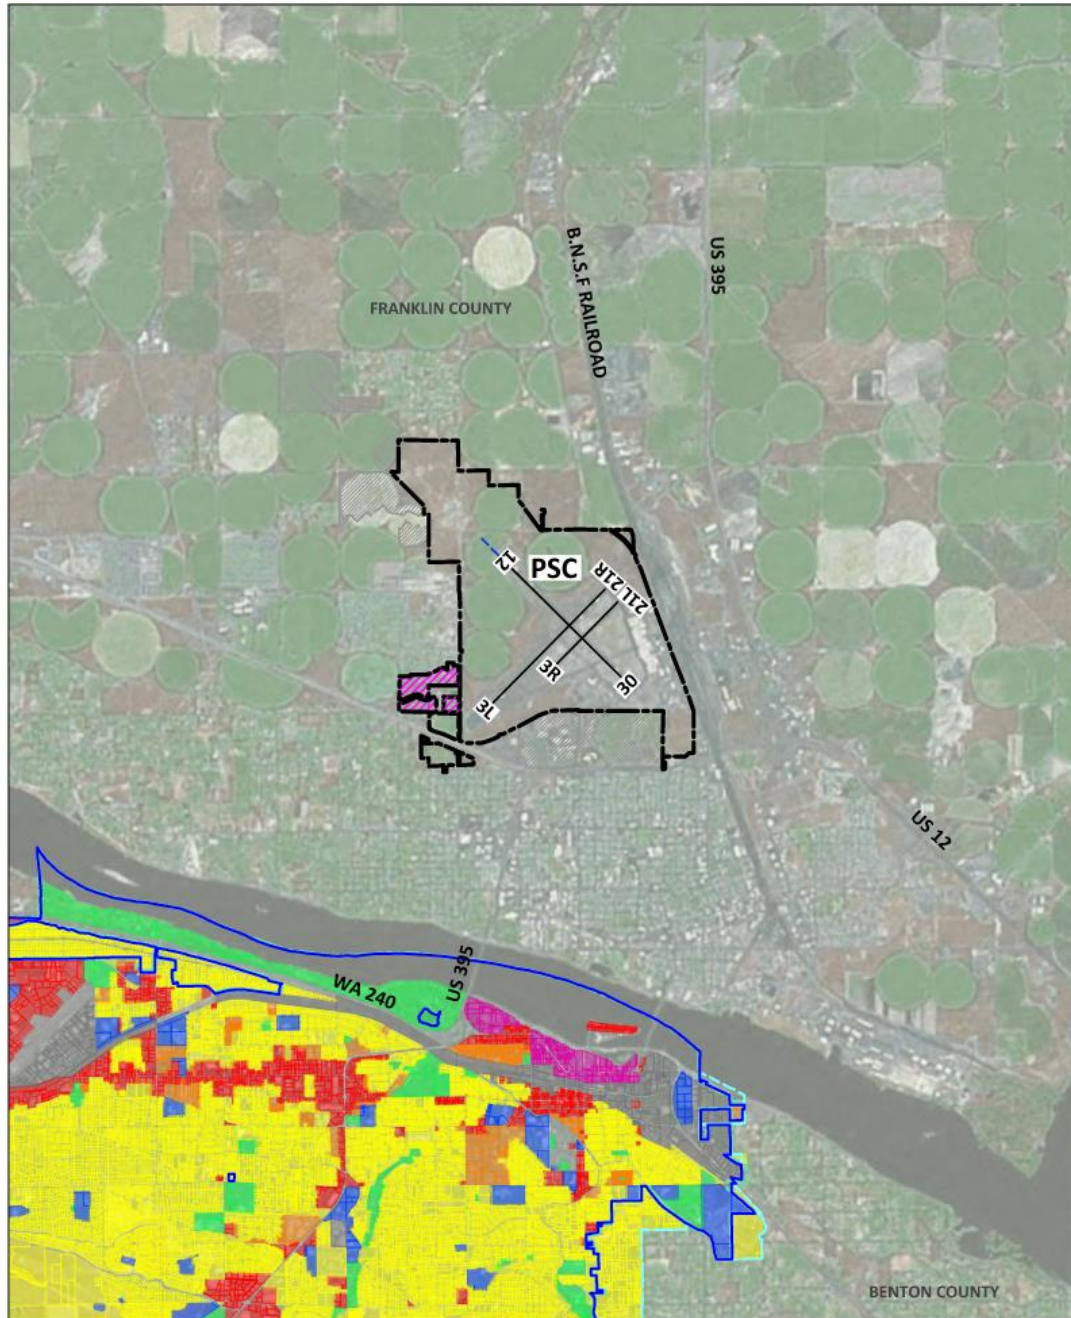 B.N.S.F RAILROAD
US 395
FRANKLIN COUNTY
PSC
12
21R
21L
3R
30
3L
US 12
US 395
WA 240
BENTON COUNTY